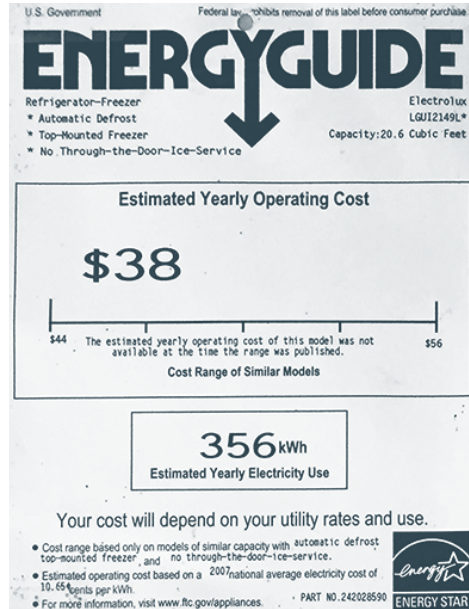 U.S. Government Federal law prohibits removal of this label before consumer purchase
ENERGYGUIDE
Refrigerator-Freezer
* Automatic Defrost
* Top-Mounted Freezer
* No Through-the-Door-Ice-Service
Electrolux
LGUI2149L*
Capacity:20.6 Cubic Feet
Estimated Yearly Operating Cost
$38
$44
The estimated yearly operating cost of this model was not
available at the time the range was published.
$56
Cost Range of Similar Models
356 kWh
Estimated Yearly Electricity Use
Your cost will depend on your utility rates and use.
• Cost range based only on models of similar capacity with automatic defrost
top-mounted freezer, and no through-the-door-ice-service.
• Estimated operating cost based on a 2007 national average electricity cost of
10.65¢ cents per kWh.
• For more information, visit www.ftc.gov/appliances.
PART NO.242028590
energy
ENERGY STAR